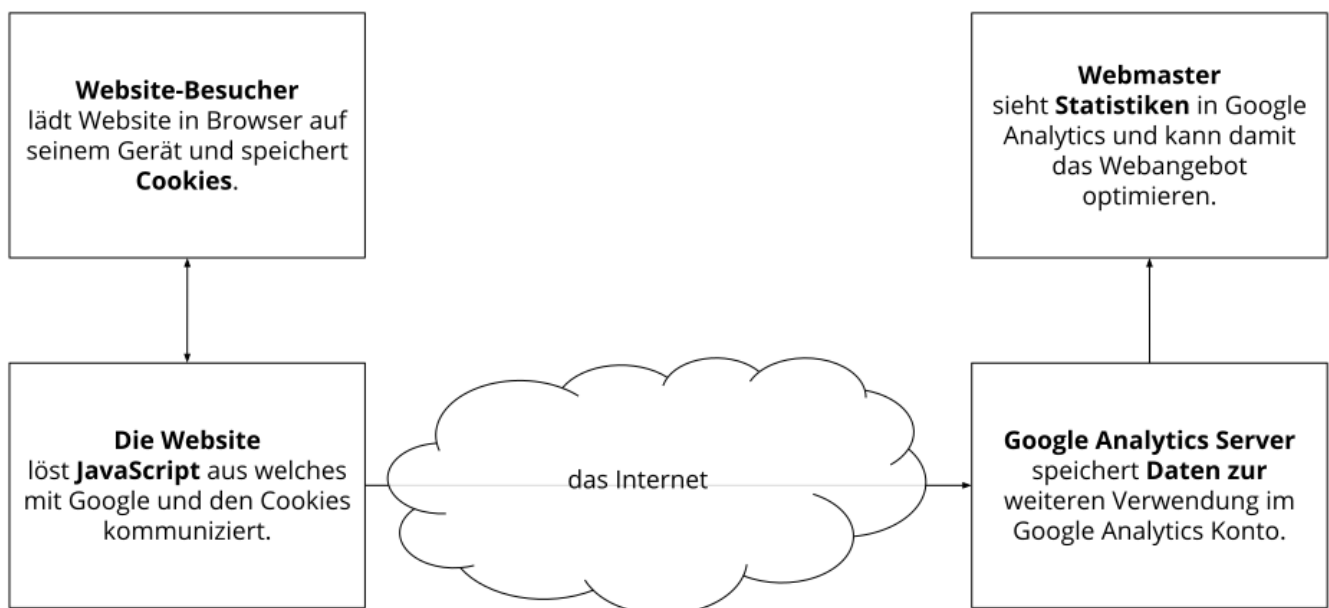 Website-Besucher
lädt Website in Browser auf
seinem Gerät und speichert
Cookies.
Webmaster
sieht Statistiken in Google
Analytics und kann damit
das Webangebot
optimieren.
Die Website
löst JavaScript aus welches
mit Google und den Cookies
kommuniziert.
das Internet
Google Analytics Server
speichert Daten zur
weiteren Verwendung im
Google Analytics Konto.